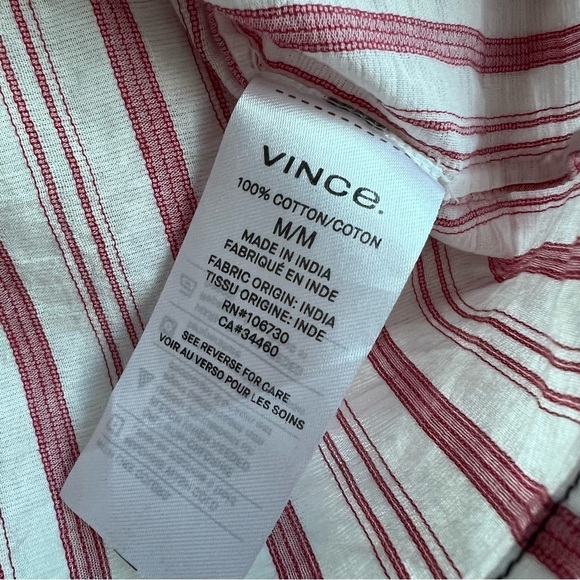 VINCe.
100% COTTON/COTON
M/M
MADE IN INDIA
FABRIQUÉ EN INDE
FABRIC ORIGIN: INDIA
TISSU ORIGINE: INDE
RN#106730
CA#34460
SEE REVERSE FOR CARE
VOIR AU VERSO POUR LES SOINS